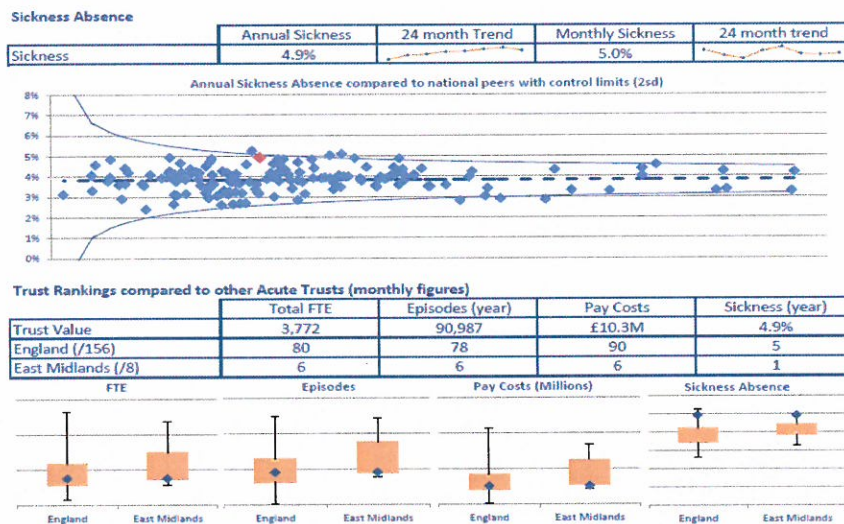 Sickness Absence
Annual Sickness 24 month Trend Monthly Sickness 24 month trend
Sickness 4.9% 5.0%
Annual Sickness Absence compared to national peers with control limits (2sd)
8%
7%
6%
5%
4%
3%
2%
1%
0%
Trust Rankings compared to other Acute Trusts (monthly figures)
Total FTE Episodes (year) Pay Costs Sickness (year)
Trust Value 3,772 90,987 £10.3M 4.9%
England (/156) 80 78 90 5
East Midlands (/8) 6 6 6 1
FTE Episodes Pay Costs (Millions) Sickness Absence
England East Midlands England East Midlands England East Midlands England East Midlands